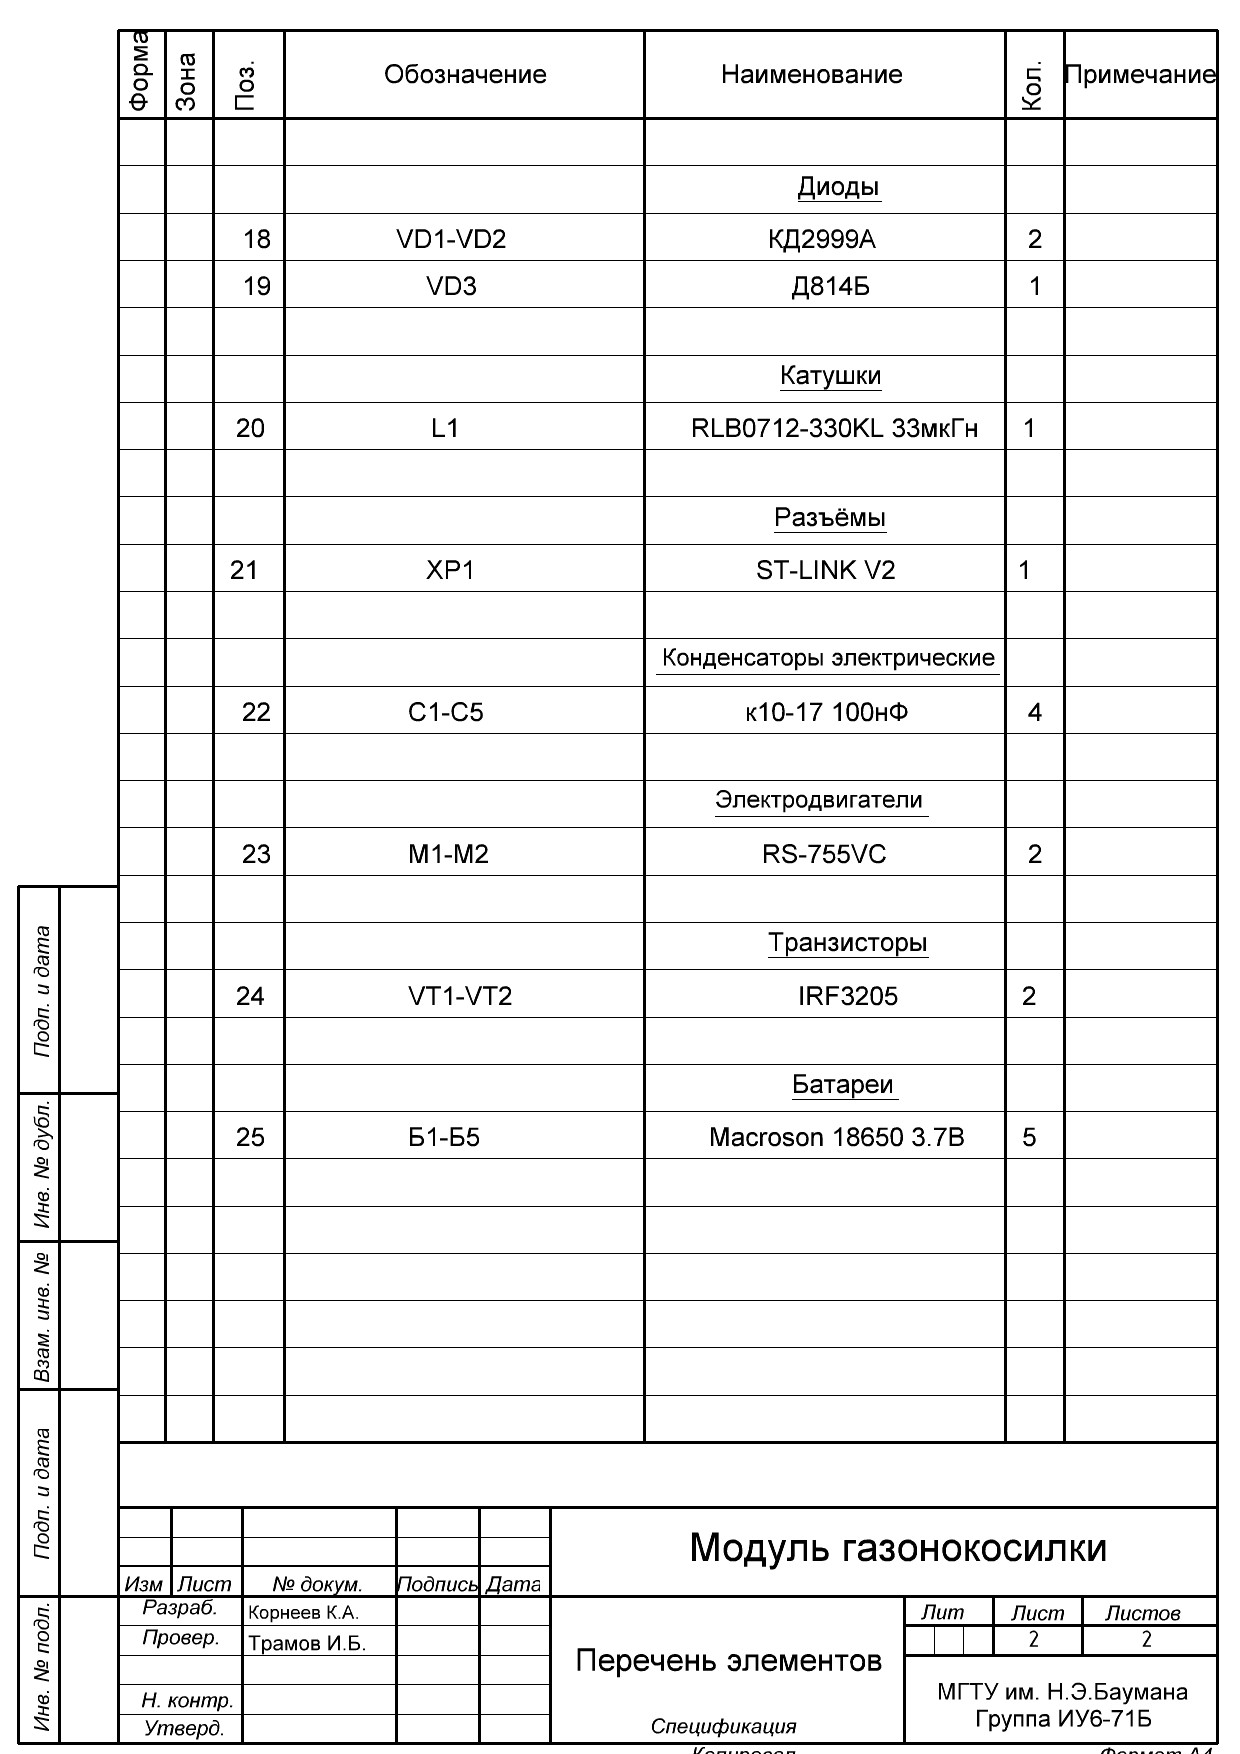 Форма Зона Поз. Обозначение Наименование Кол. Примечание
Диоды
18 VD1-VD2 КД2999А 2
19 VD3 Д814Б 1
Катушки
20 L1 RLB0712-330KL 33мкГн 1
Разъёмы
21 XP1 ST-LINK V2 1
Конденсаторы электрические
22 С1-С5 к10-17 100нФ 4
Электродвигатели
23 М1-М2 RS-755VC 2
Транзисторы
24 VT1-VT2 IRF3205 2
Батареи
25 Б1-Б5 Macroson 18650 3.7В 5
Подп. и дата
Инв. № дубл.
Взам. инв. №
Подп. и дата
Инв. № подл.
Модуль газонокосилки
Изм Лист № докум. Подпись Дата
Разраб. Корнеев К.А.
Провер. Трамов И.Б.
Н. контр.
Утверд.
Перечень элементов
Спецификация
Лит Лист Листов
2 2
МГТУ им. Н.Э.Баумана
Группа ИУ6-71Б
Копировал Формат А4